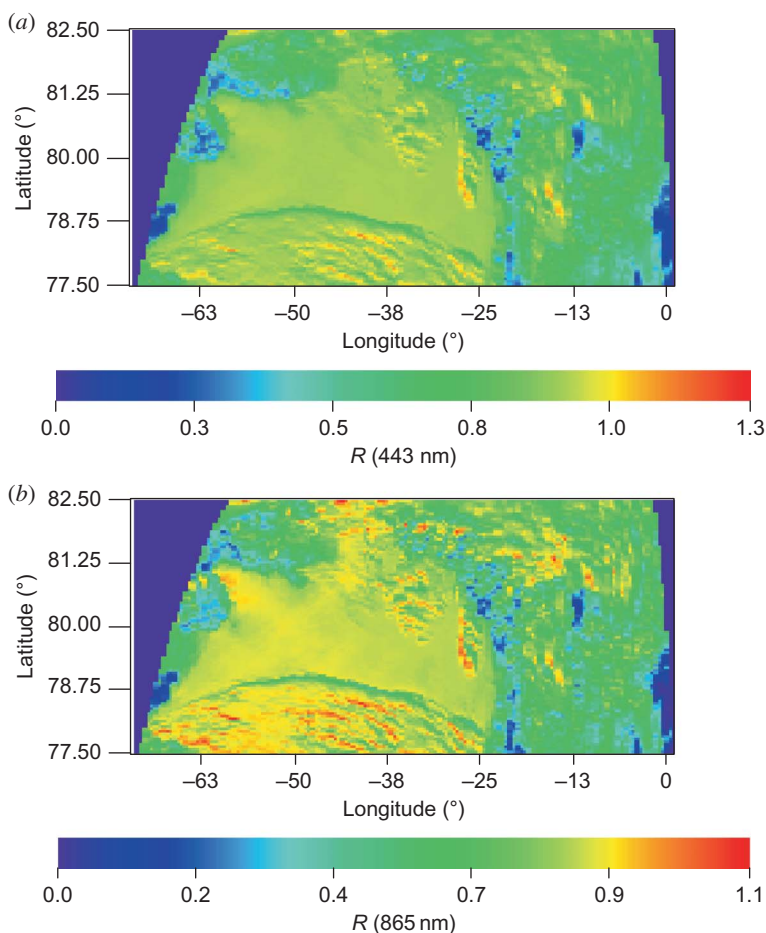 (a)
82.50
81.25
80.00
78.75
77.50
Latitude (°)
–63 –50 –38 –25 –13 0
Longitude (°)
0.0 0.3 0.5 0.8 1.0 1.3
R (443 nm)
(b)
82.50
81.25
80.00
78.75
77.50
Latitude (°)
–63 –50 –38 –25 –13 0
Longitude (°)
0.0 0.2 0.4 0.7 0.9 1.1
R (865 nm)